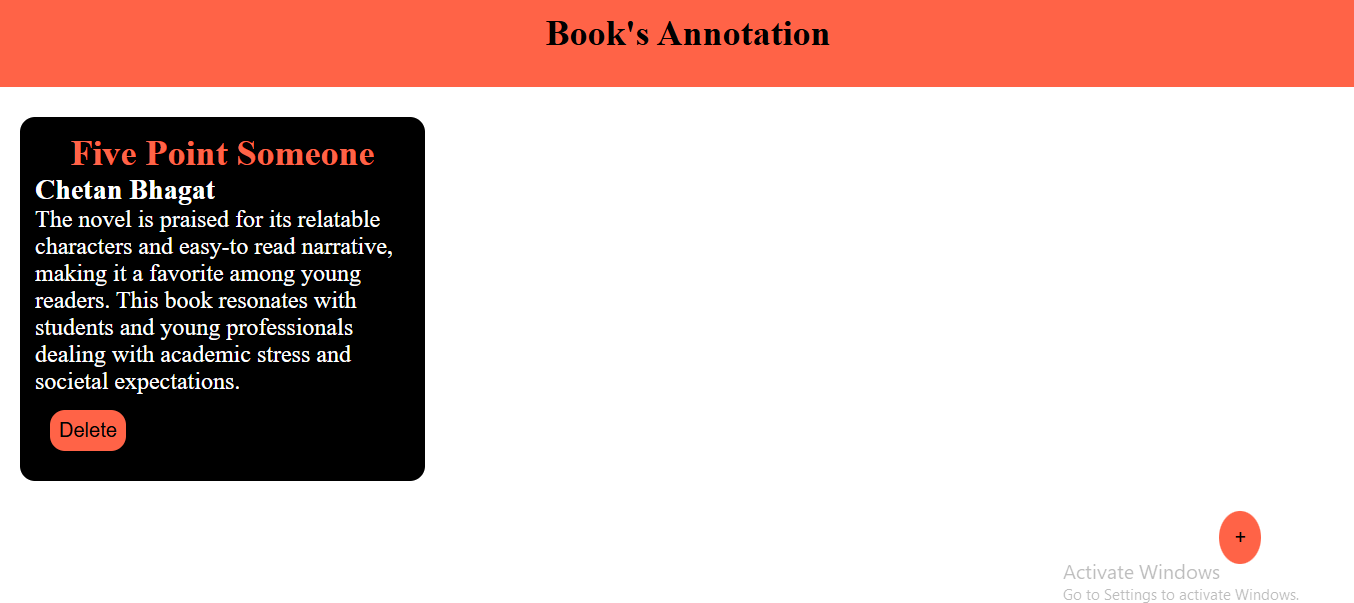 Book's Annotation
Five Point Someone
Chetan Bhagat
The novel is praised for its relatable
characters and easy-to read narrative,
making it a favorite among young
readers. This book resonates with
students and young professionals
dealing with academic stress and
societal expectations.
Delete
+
Activate Windows
Go to Settings to activate Windows.